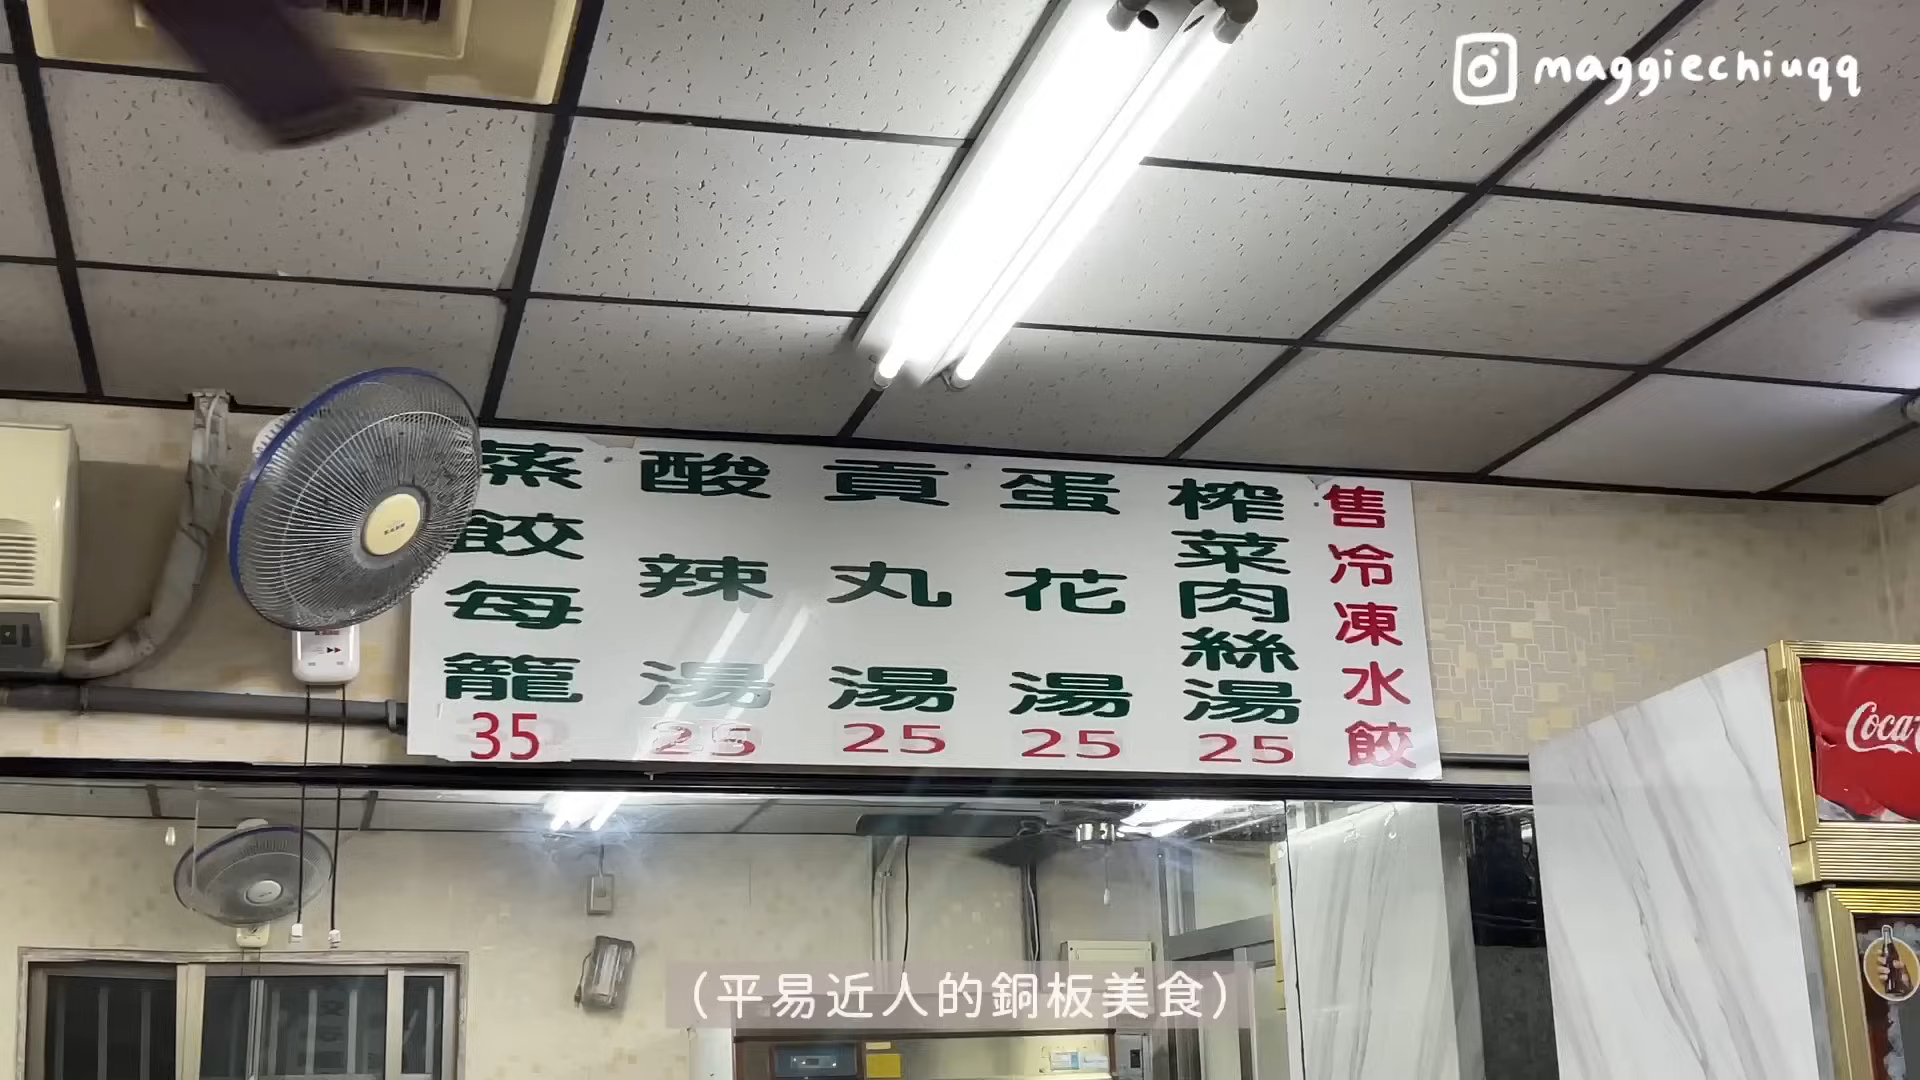 maggiechiuqq
蒸餃每籠 35
酸辣湯 25
貢丸湯 25
蛋花湯 25
榨菜肉絲湯 25
售冷凍水餃
Coca
（平易近人的銅板美食）